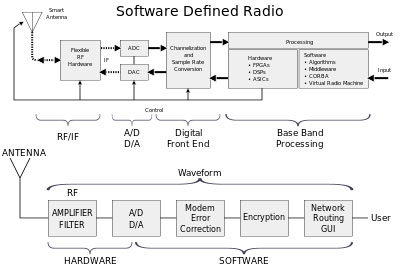 Software Defined Radio
Smart
Antenna
Flexible
RF
Hardware
IF
ADC
DAC
Channelization
and
Sample Rate
Conversion
Processing
Hardware
• FPGAs
• DSPs
• ASICs
Software
• Algorithms
• Middleware
• CORBA
• Virtual Radio Machine
Output
Input
Control
RF/IF
A/D
D/A
Digital
Front End
Base Band
Processing
ANTENNA
Waveform
RF
AMPLIFIER
FILTER
A/D
D/A
Modem
Error
Correction
Encryption
Network
Routing
GUI
User
HARDWARE
SOFTWARE